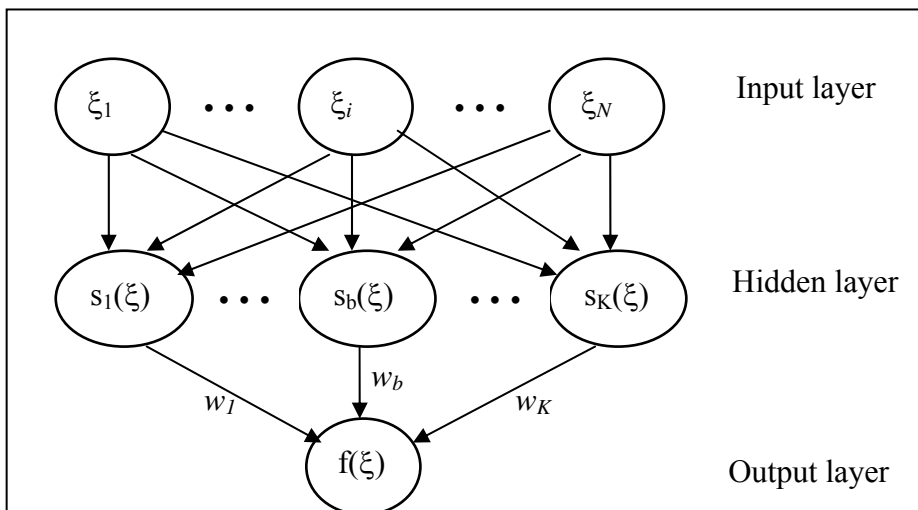 ξ1 • • • ξi • • • ξN Input layer
s1(ξ) • • • sb(ξ) • • • sK(ξ) Hidden layer
w1 wb wK
f(ξ) Output layer